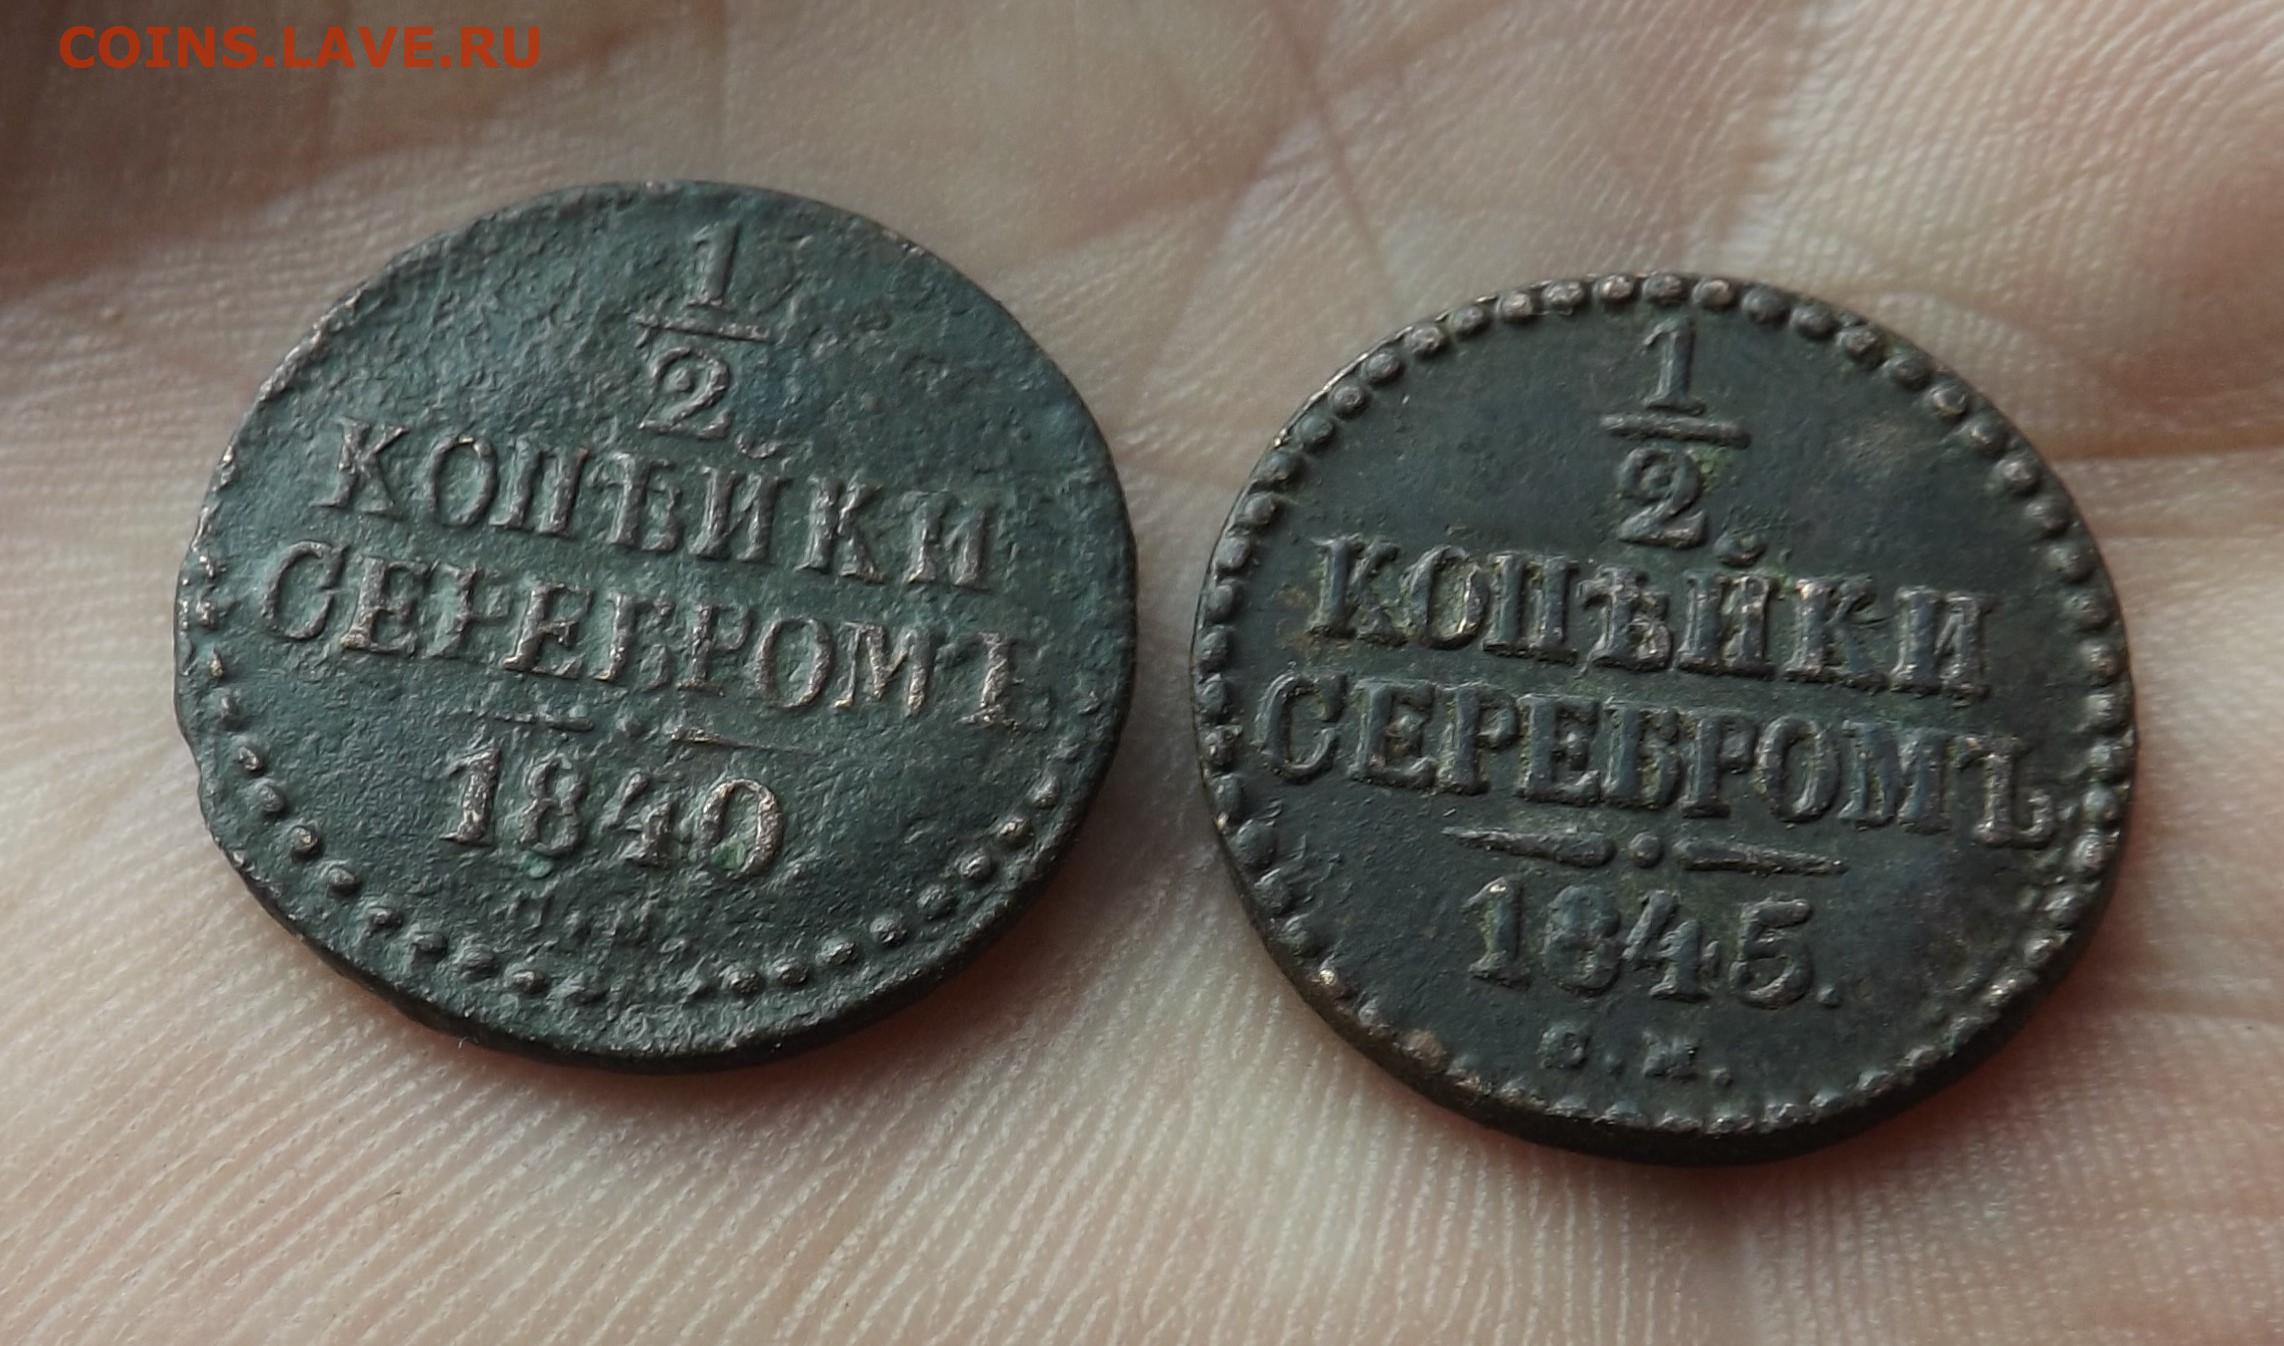 COINS.LAVE.RU
1
2.
КОПѢЙКИ
СЕРЕБРОМЪ
1840
1
2.
КОПѢЙКИ
СЕРЕБРОМЪ
1845.
С.М.